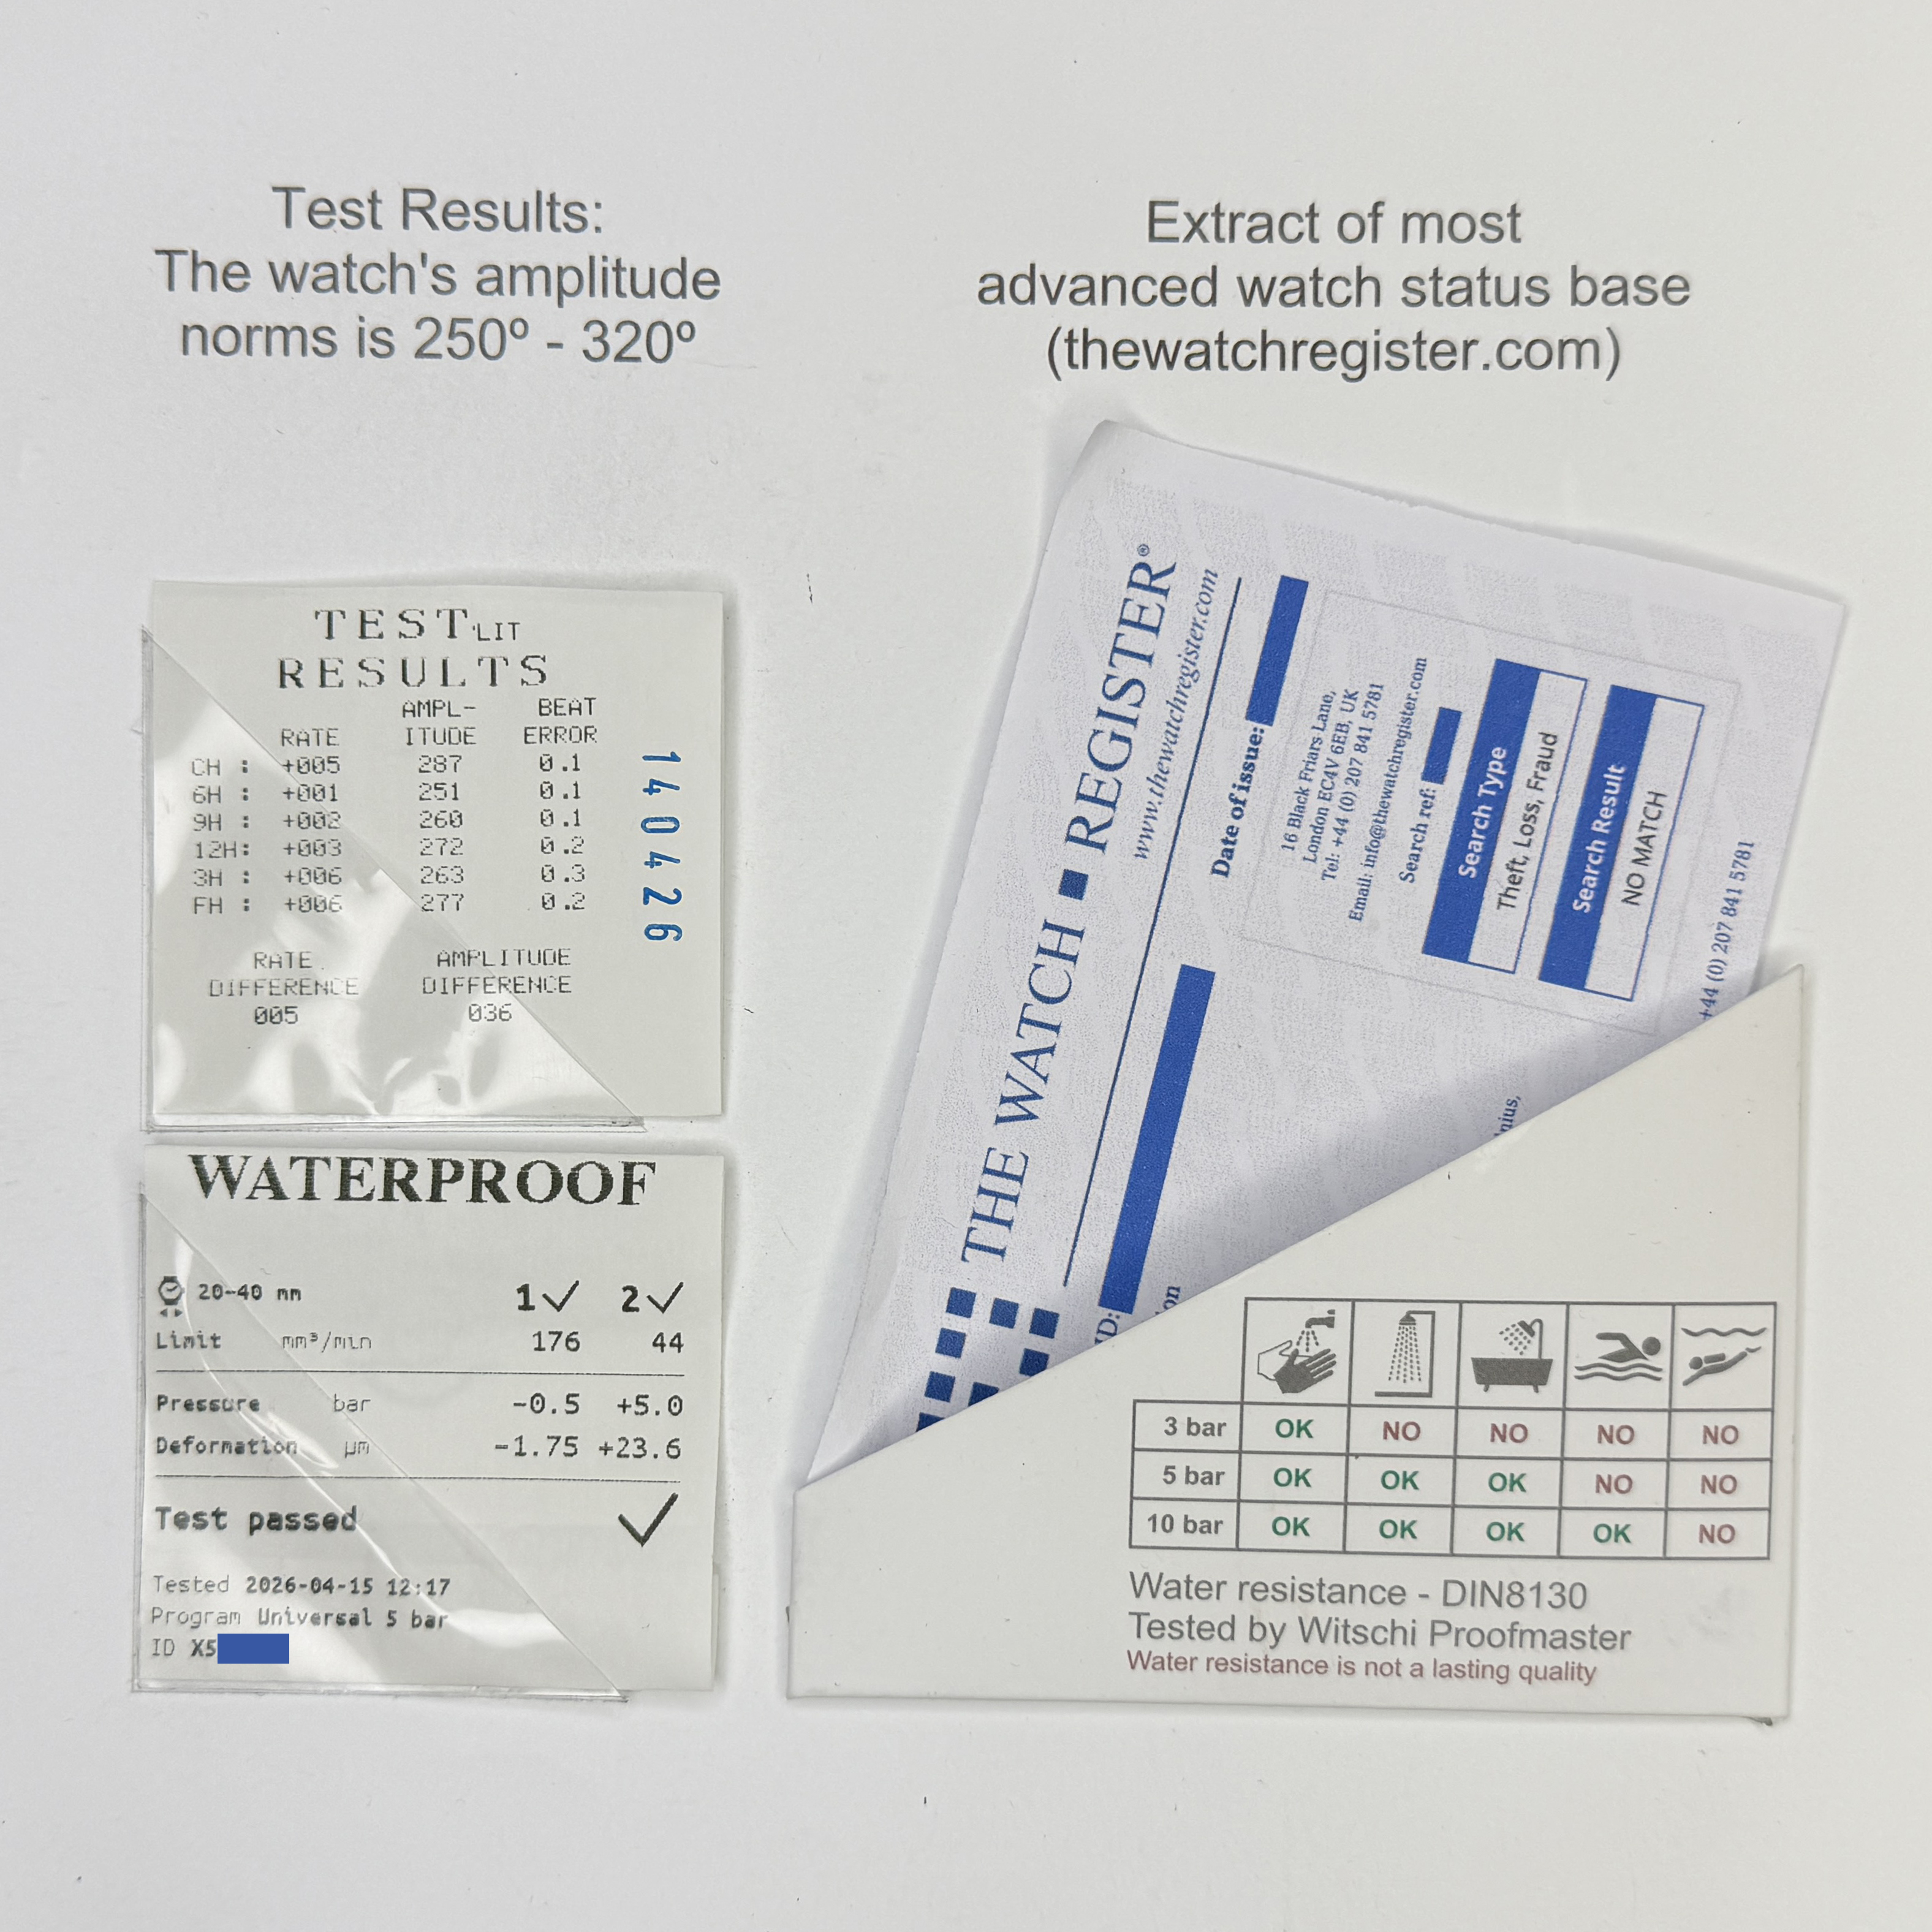 Test Results:
The watch's amplitude
norms is 250º - 320º
Extract of most
advanced watch status base
(thewatchregister.com)
TEST 'LIT
RESULTS
AMPL- BEAT
RATE ITUDE ERROR
CH : +005 287 0.1
6H : +001 251 0.1
9H : +002 260 0.1
12H: +003 272 0.2
3H : +006 263 0.3
FH : +006 277 0.2
RATE AMPLITUDE
DIFFERENCE DIFFERENCE
005 036
140426
WATERPROOF
20-40 mm 1✓ 2✓
Limit mm³/min 176 44
Pressure bar -0.5 +5.0
Deformation µm -1.75 +23.6
Test passed ✓
Tested 2026-04-15 12:17
Program Universal 5 bar
ID X5
THE WATCH REGISTER®
www.thewatchregister.com
Date of issue:
16 Black Friars Lane,
London EC4V 6EB, UK
Tel: +44 (0) 207 841 5781
Email: info@thewatchregister.com
Search ref:
Search Type
Theft, Loss, Fraud
Search Result
NO MATCH
+44 (0) 207 841 5781
nius,
ID:
on
3 bar OK NO NO NO NO
5 bar OK OK OK NO NO
10 bar OK OK OK OK NO
Water resistance - DIN8130
Tested by Witschi Proofmaster
Water resistance is not a lasting quality